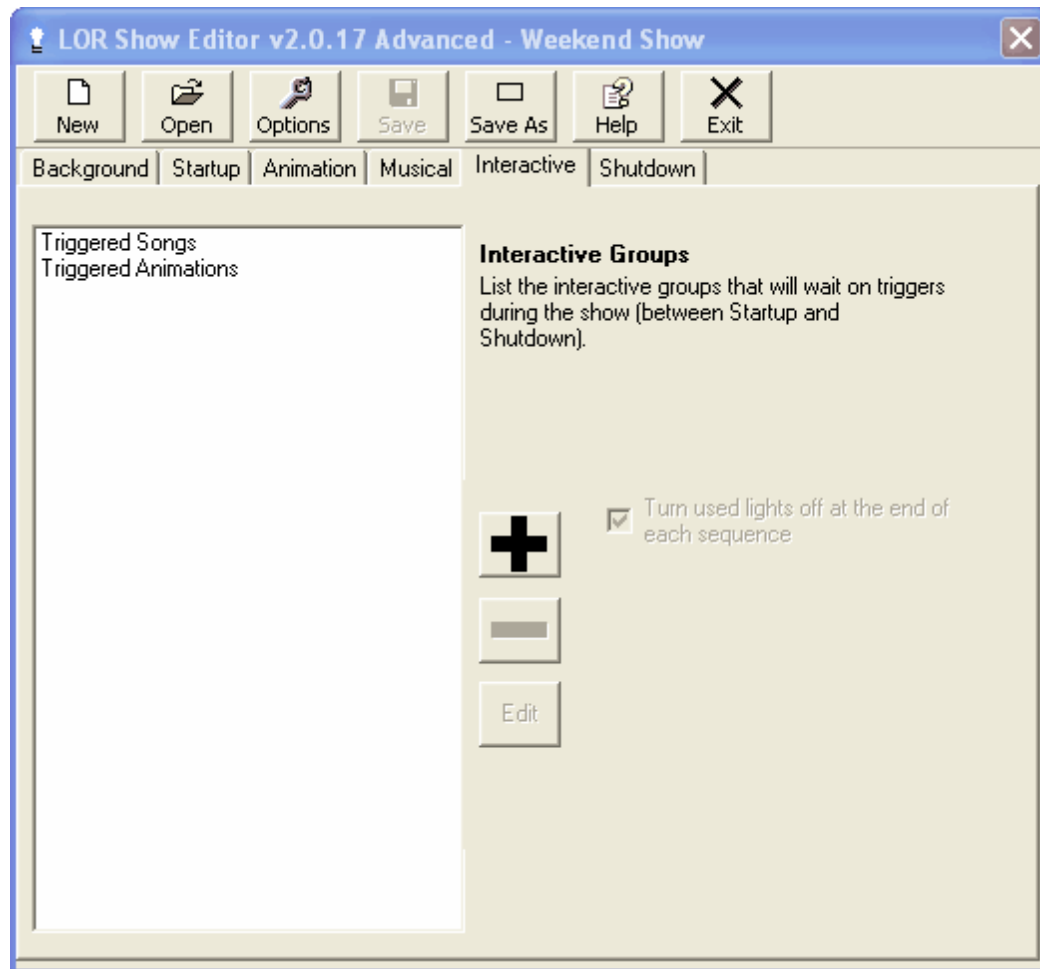 LOR Show Editor v2.0.17 Advanced - Weekend Show
New Open Options Save Save As Help Exit
Background Startup Animation Musical Interactive Shutdown
Triggered Songs
Triggered Animations
Interactive Groups
List the interactive groups that will wait on triggers
during the show (between Startup and
Shutdown).
Turn used lights off at the end of
each sequence
Edit